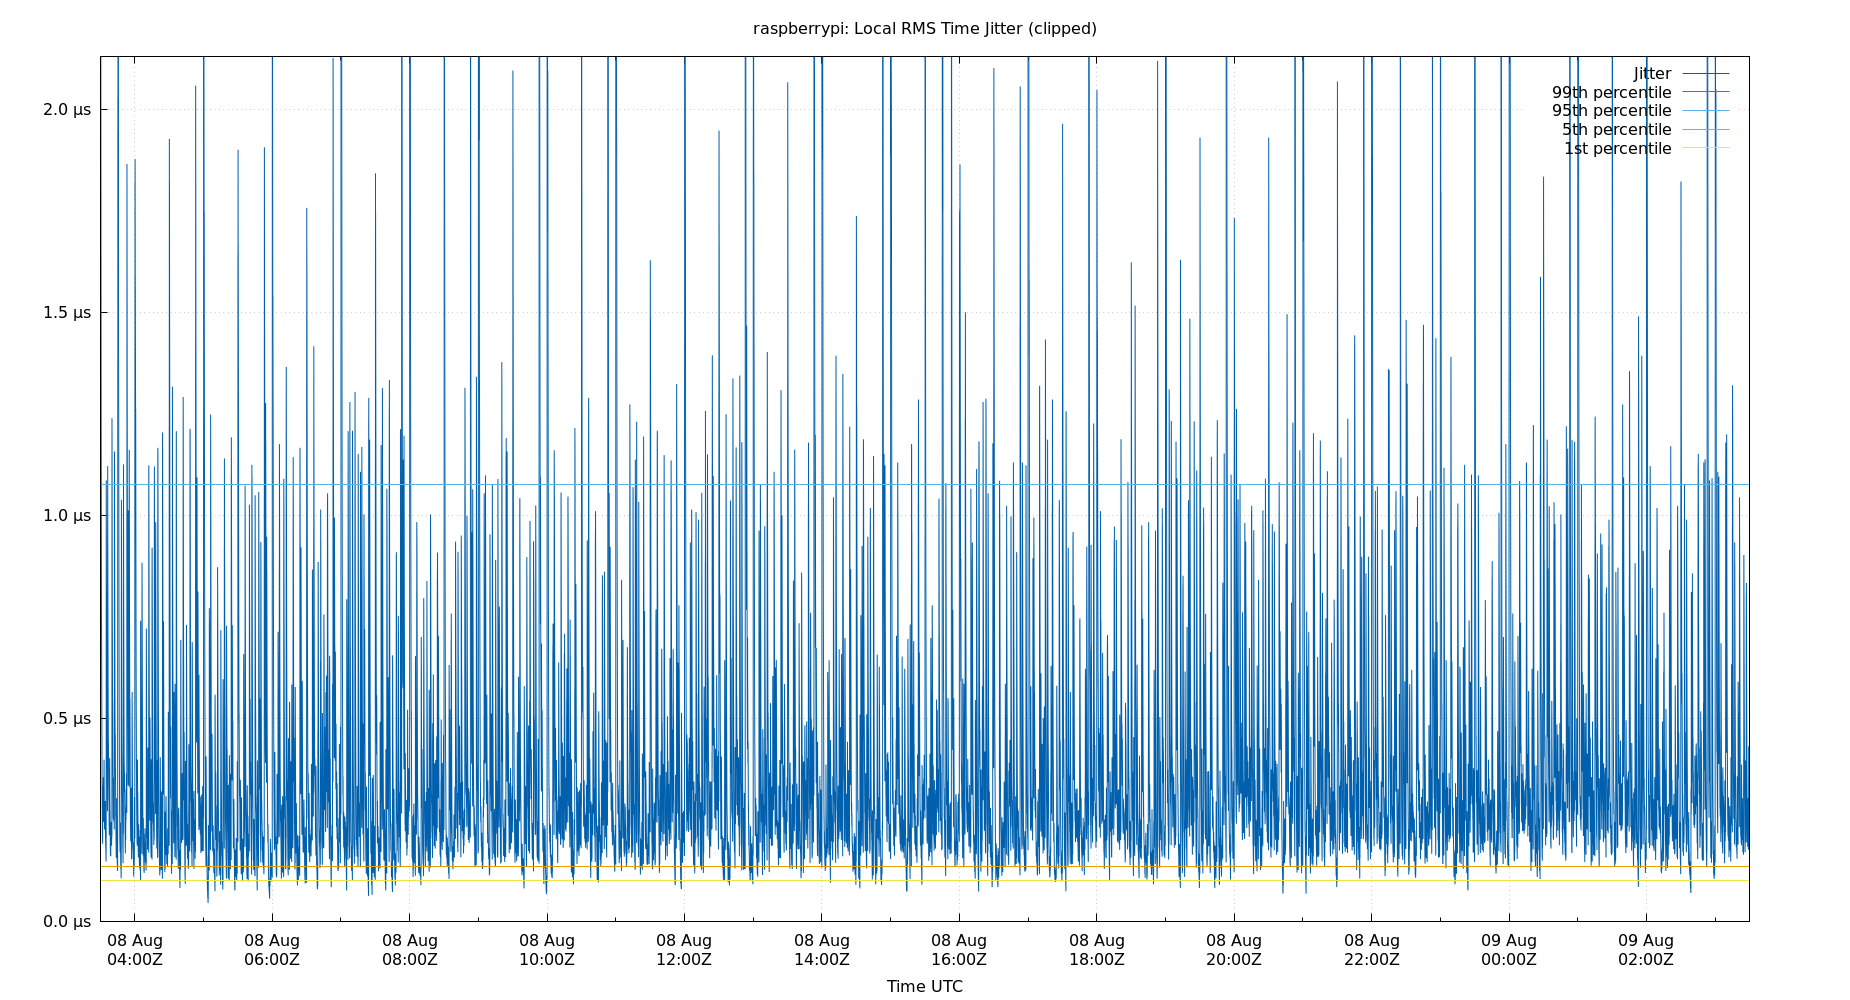 raspberrypi: Local RMS Time Jitter (clipped)
Jitter
99th percentile
95th percentile
5th percentile
1st percentile
2.0 μs
1.5 μs
1.0 μs
0.5 μs
0.0 μs
08 Aug 08 Aug 08 Aug 08 Aug 08 Aug 08 Aug 08 Aug 08 Aug 08 Aug 08 Aug 09 Aug 09 Aug
04:00Z 06:00Z 08:00Z 10:00Z 12:00Z 14:00Z 16:00Z 18:00Z 20:00Z 22:00Z 00:00Z 02:00Z
Time UTC